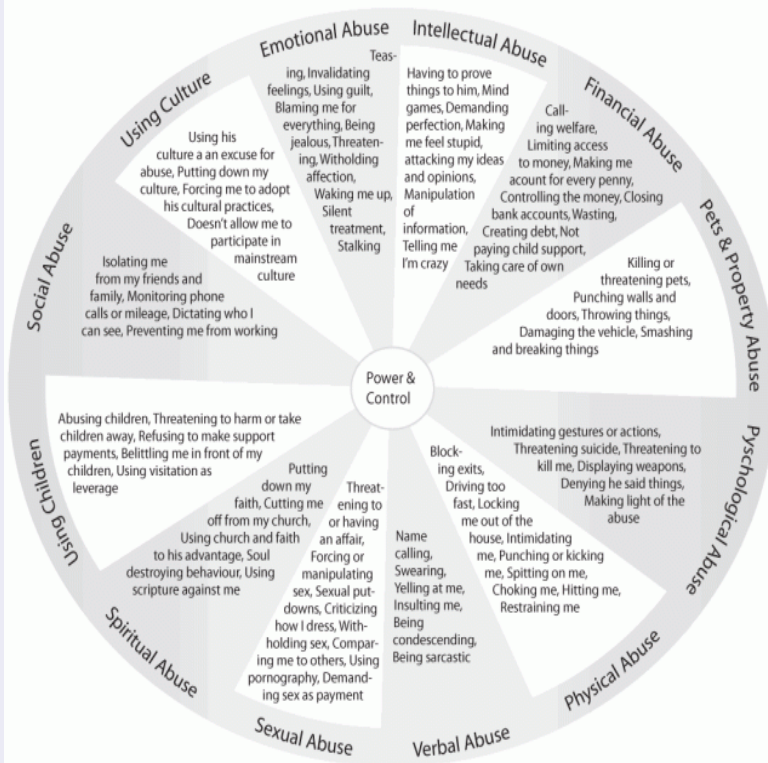 Emotional Abuse
Teas-
ing, Invalidating
feelings, Using guilt,
Blaming me for
everything, Being
jealous, Threaten-
ing, Witholding
affection,
Waking me up,
Silent
treatment,
Stalking
Intellectual Abuse
Having to prove
things to him, Mind
games, Demanding
perfection, Making
me feel stupid,
attacking my ideas
and opinions,
Manipulation
of
information,
Telling me
I'm crazy
Financial Abuse
Call-
ing welfare,
Limiting access
to money, Making me
acount for every penny,
Controlling the money, Closing
bank accounts, Wasting,
Creating debt, Not
paying child support,
Taking care of own
needs
Pets & Property Abuse
Killing or
threatening pets,
Punching walls and
doors, Throwing things,
Damaging the vehicle, Smashing
and breaking things
Pyschological Abuse
Intimidating gestures or actions,
Threatening suicide, Threatening to
kill me, Displaying weapons,
Denying he said things,
Making light of the
abuse
Physical Abuse
Block-
ing exits,
Driving too
fast, Locking
me out of the
house, Intimidating
me, Punching or kicking
me, Spitting on me,
Choking me, Hitting me,
Restraining me
Verbal Abuse
Name
calling,
Swearing,
Yelling at me,
Insulting me,
Being
condescending,
Being sarcastic
Sexual Abuse
Threat-
ening to
or having
an affair,
Forcing or
manipulating
sex, Sexual put-
downs, Criticizing
how I dress, With-
holding sex, Compar-
ing me to others, Using
pornography, Demand-
ing sex as payment
Spiritual Abuse
Putting
down my
faith, Cutting me
off from my church,
Using church and faith
to his advantage, Soul
destroying behaviour, Using
scripture against me
Using Children
Abusing children, Threatening to harm or take
children away, Refusing to make support
payments, Belittling me in front of my
children, Using visitation as
leverage
Social Abuse
Isolating me
from my friends and
family, Monitoring phone
calls or mileage, Dictating who I
can see, Preventing me from working
Using Culture
Using his
culture a an excuse for
abuse, Putting down my
culture, Forcing me to adopt
his cultural practices,
Doesn't allow me to
participate in
mainstream
culture
Power &
Control